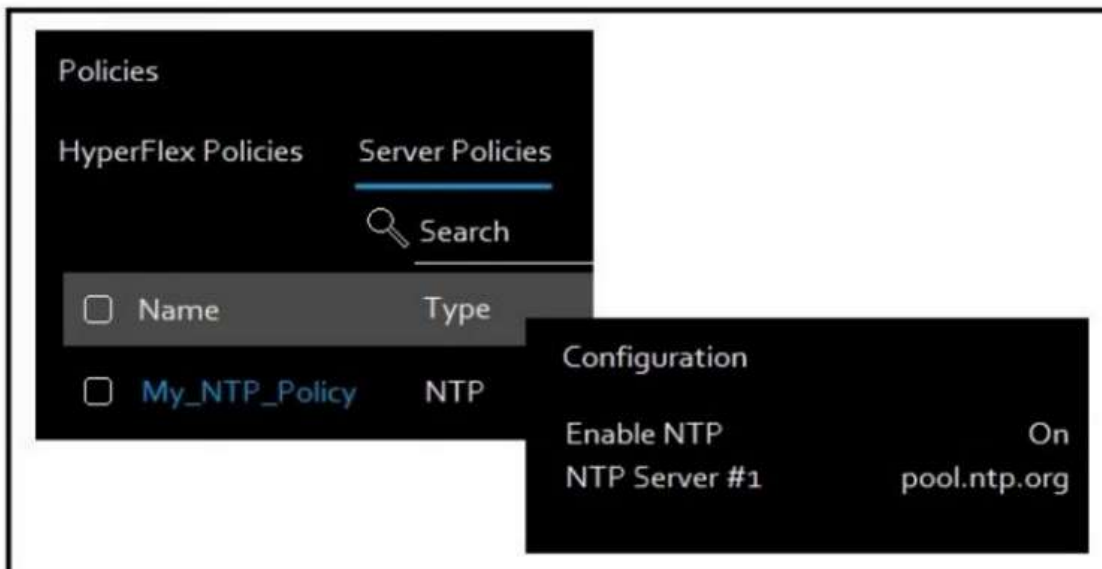 Policies
HyperFlex Policies Server Policies
Search
Name Type
My_NTP_Policy NTP
Configuration
Enable NTP On
NTP Server #1 pool.ntp.org